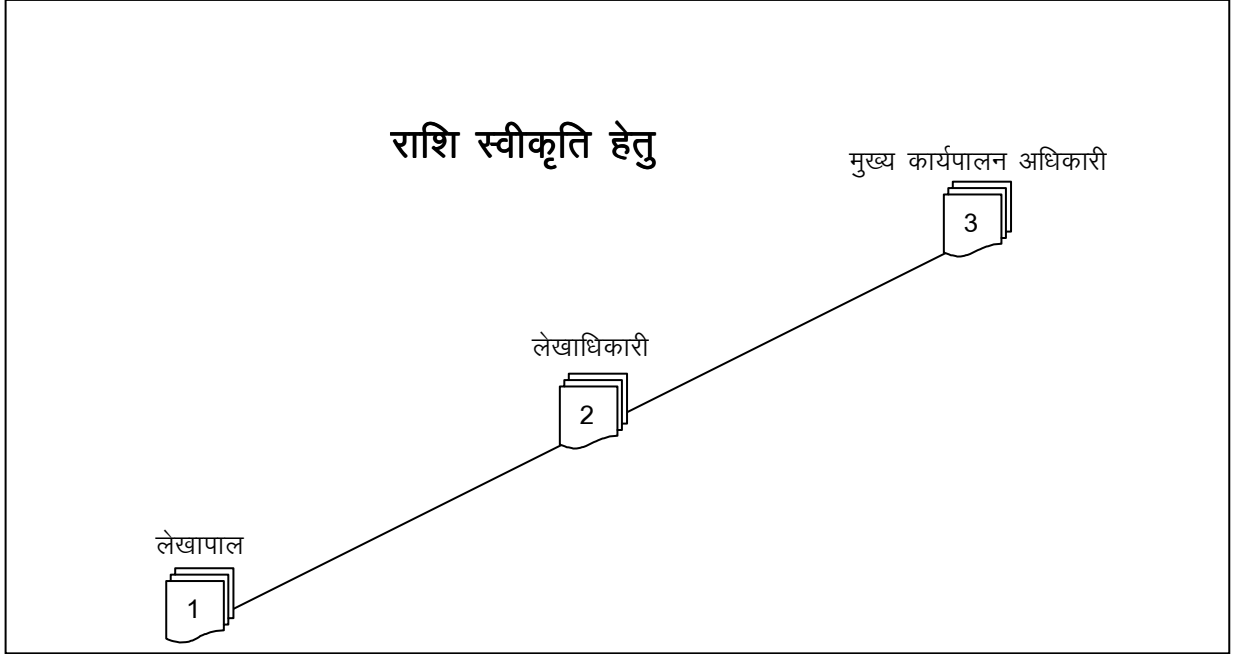 राशि स्वीकृति हेतु
मुख्य कार्यपालन अधिकारी
3
लेखाधिकारी
2
लेखापाल
1